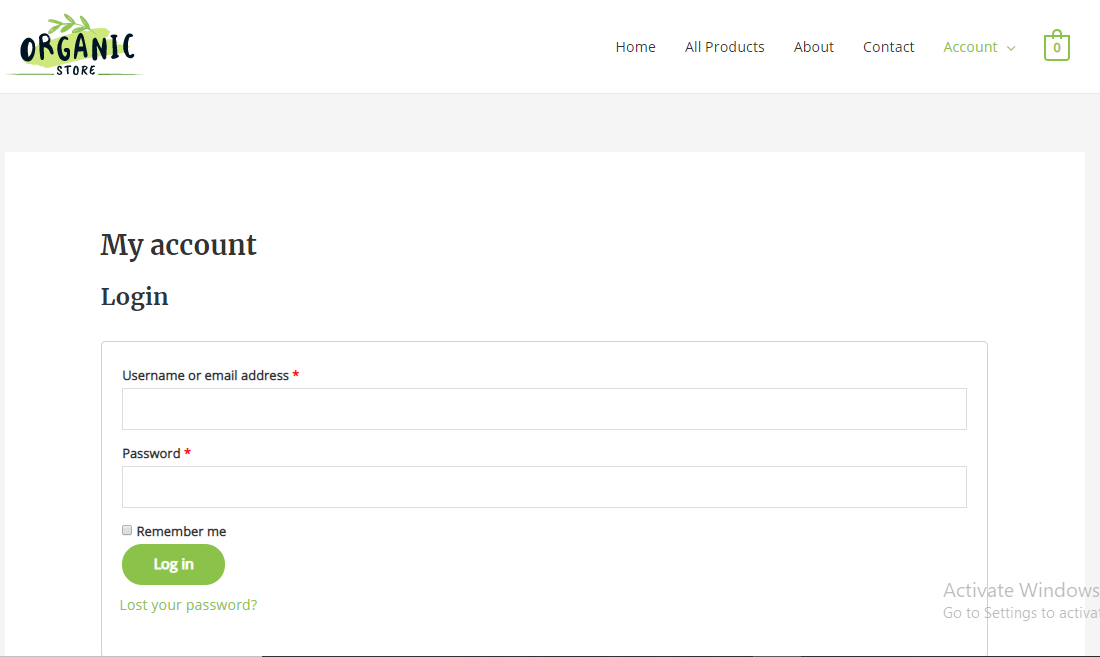 ORGANIC
STORE
Home All Products About Contact Account 0
My account
Login
Username or email address *
Password *
Remember me
Log in
Lost your password?
Activate Windows
Go to Settings to activat